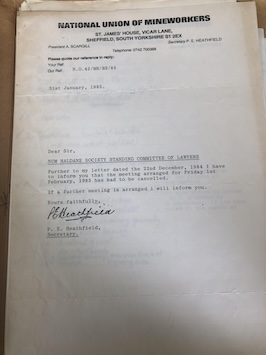 NATIONAL UNION OF MINEWORKERS
ST. JAMES' HOUSE, VICAR LANE,
SHEFFIELD, SOUTH YORKSHIRE S1 2EX
President A. SCARGILL
Secretary P. E. HEATHFIELD
Telephone: 0742 700388
Please quote our reference in reply:
Your Ref:
Our Ref:
31st January, 1985.
Dear Sir,
NUM HALDANE SOCIETY STANDING COMMITTEE OF LAWYERS
Further to my letter dated the 22nd December, 1984 I have
to inform you that the meeting arranged for Friday 1st
February, 1985 has had to be cancelled.
If a further meeting is arranged i will inform you.
Yours faithfully,
PEHeathfield
P. E. Heathfield,
Secretary.